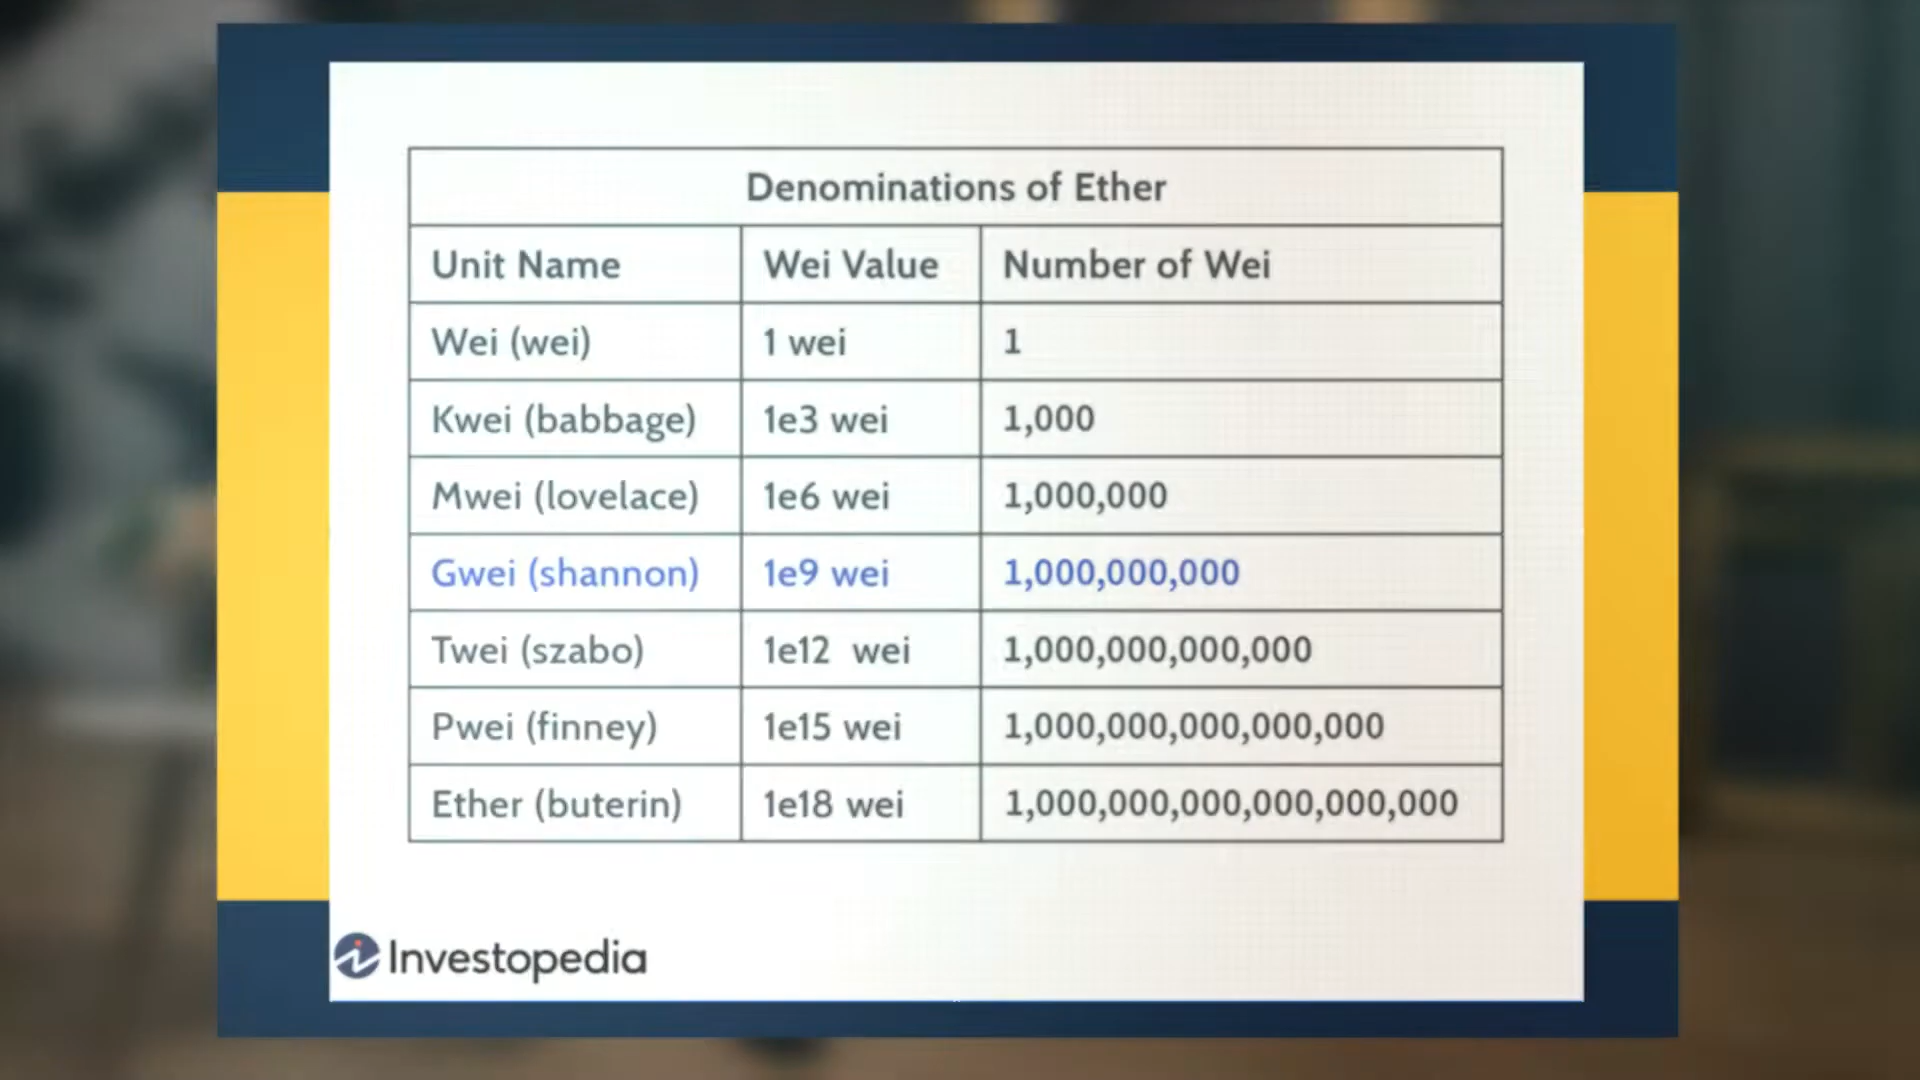 Denominations of Ether
Unit Name Wei Value Number of Wei
Wei (wei) 1 wei 1
Kwei (babbage) 1e3 wei 1,000
Mwei (lovelace) 1e6 wei 1,000,000
Gwei (shannon) 1e9 wei 1,000,000,000
Twei (szabo) 1e12 wei 1,000,000,000,000
Pwei (finney) 1e15 wei 1,000,000,000,000,000
Ether (buterin) 1e18 wei 1,000,000,000,000,000,000
Investopedia